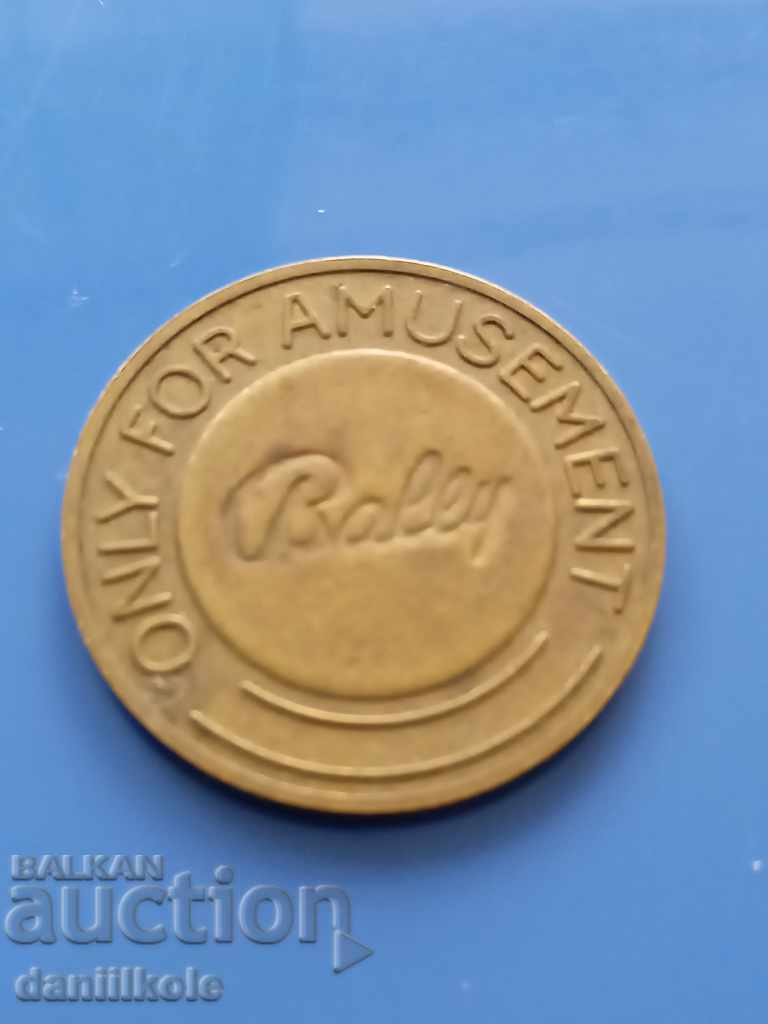 ONLY FOR AMUSEMENT
Bally
BALKAN
auction
daniilkole